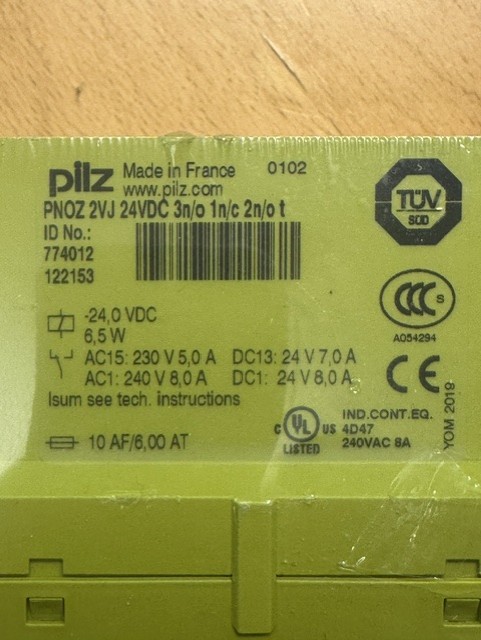 pilz Made in France 0102
www.pilz.com
PNOZ 2VJ 24VDC 3n/o 1n/c 2n/o t
ID No.:
774012
122153
TÜV
SÜD
CCC S
A054294
-24,0 VDC
6,5 W
AC15: 230 V 5,0 A DC13: 24 V 7,0 A
AC1: 240 V 8,0 A DC1: 24 V 8,0 A
Isum see tech. instructions
CE
YOM 2019
10 AF/6,00 AT
C UL US
LISTED
IND.CONT.EQ.
4D47
240VAC 8A